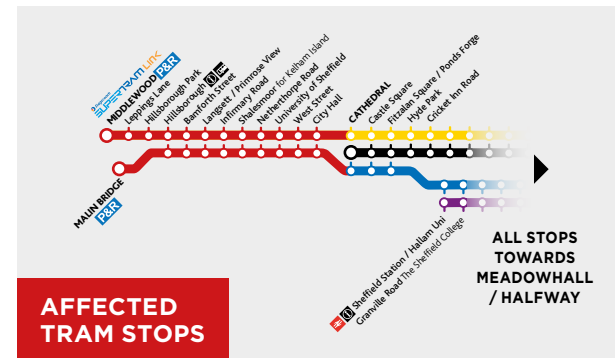 Stagecoach
SUPERTRAM LINK
MIDDLEWOOD P&R
Leppings Lane
Hillsborough Park
Hillsborough
Bamforth Street
Langsett / Primrose View
Infirmary Road
Shalesmoor for Kelham Island
Netherthorpe Road
University of Sheffield
West Street
City Hall
CATHEDRAL
Castle Square
Fitzalan Square / Ponds Forge
Hyde Park
Cricket Inn Road
MALIN BRIDGE
P&R
Sheffield Station / Hallam Uni
Granville Road The Sheffield College
ALL STOPS
TOWARDS
MEADOWHALL
/ HALFWAY
AFFECTED
TRAM STOPS